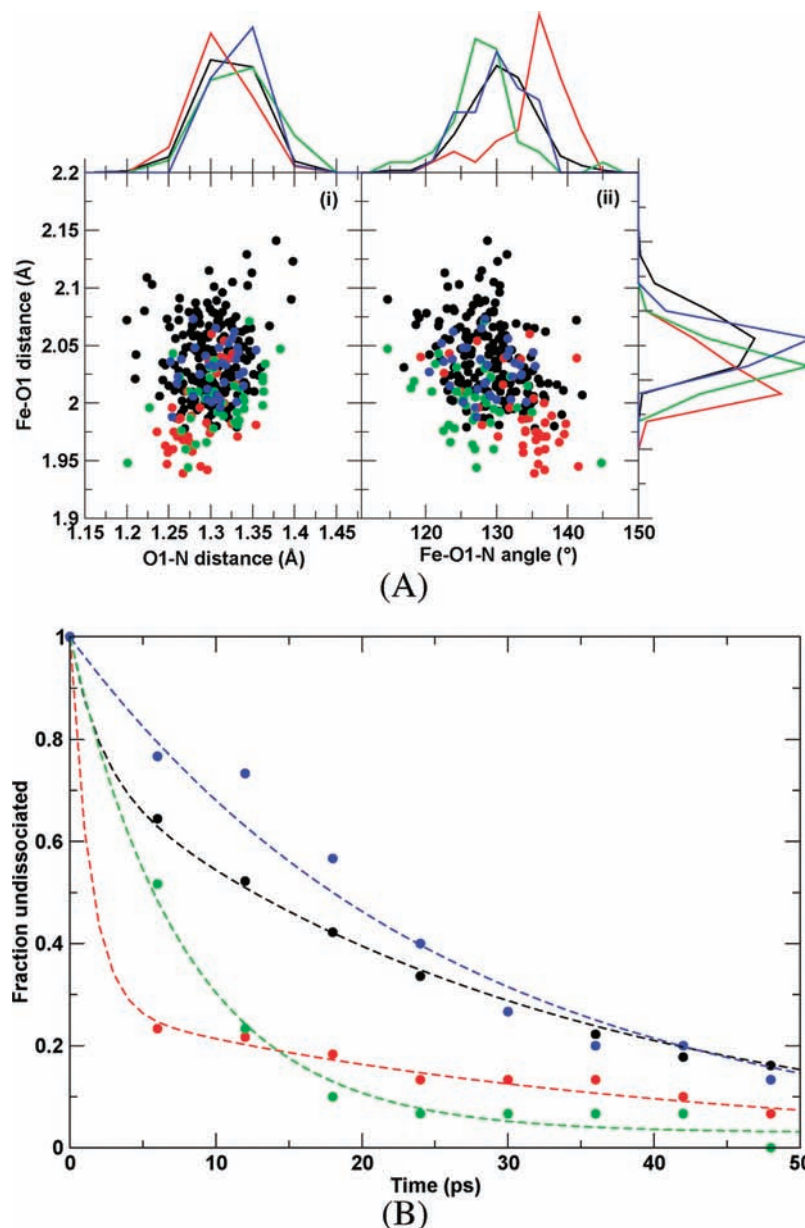 2.2
(i)
(ii)
2.15
2.1
2.05
2
1.95
1.9
Fe-O1 distance (Å)
1.15 1.2 1.25 1.3 1.35 1.4 1.45
120 130 140 150
O1-N distance (Å)
Fe-O1-N angle (°)
(A)
1
0.8
0.6
0.4
0.2
0
Fraction undissociated
0 10 20 30 40 50
Time (ps)
(B)